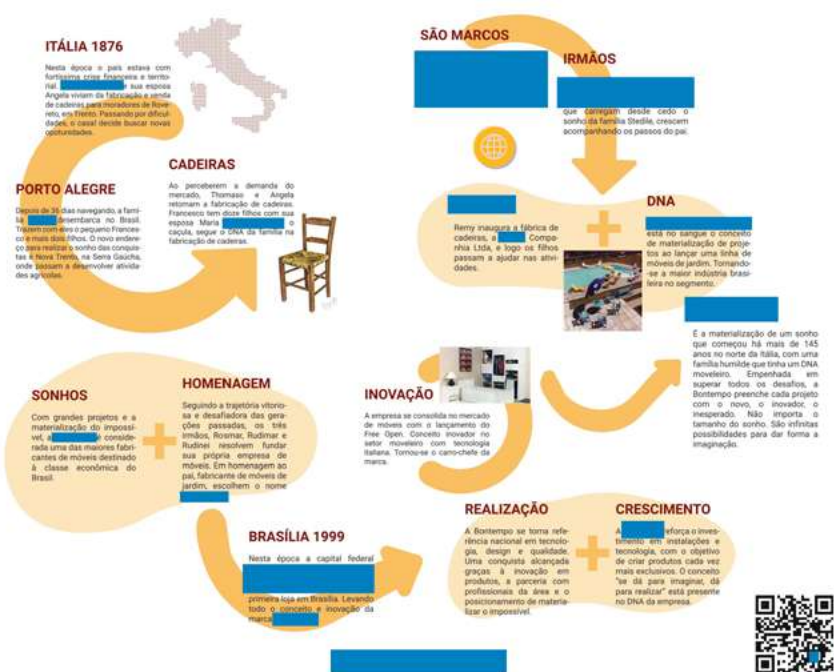 ITÁLIA 1876
Nesta época o país estava com
fortíssima crise financeira e territo-
rial. e sua esposa
Angela viviam da fabricação e venda
de cadeiras para moradores de Rove-
reto, em Trento. Passando por dificul-
dades, o casal decide buscar novas
oportunidades.
PORTO ALEGRE
Depois de 36 dias navegando, a famí-
lia desembarca no Brasil.
Trazem com eles o pequeno Frances-
co e mais dois filhos. O novo endere-
ço para realizar o sonho das conquis-
tas é Nova Trento, na Serra Gaúcha,
onde passam a desenvolver ativida-
des agrícolas.
CADEIRAS
Ao perceberem a demanda do
mercado, Thomaso e Angela
retomam a fabricação de cadeiras.
Francesco tem doze filhos com sua
esposa Maria o
caçula, segue o DNA da família na
fabricação de cadeiras.
SÃO MARCOS
IRMÃOS
que carregam desde cedo o
sonho da família Stedile, crescem
acompanhando os passos do pai.
Remy inaugura a fábrica de
cadeiras, a Compa-
nhia Ltda, e logo os filhos
passam a ajudar nas ativi-
dades.
DNA
está no sangue o conceito
de materialização de proje-
tos ao lançar uma linha de
móveis de jardim. Tornando-
-se a maior indústria brasi-
leira no segmento.
SONHOS
Com grandes projetos e a
materialização do impossí-
vel, a é conside-
rada uma das maiores fabri-
cantes de móveis destinado
à classe econômica do
Brasil.
HOMENAGEM
Seguindo a trajetória vitorio-
sa e desafiadora das gera-
ções passadas, os três
irmãos, Rosmar, Rudimar e
Rudinei resolvem fundar
sua própria empresa de
móveis. Em homenagem ao
pai, fabricante de móveis de
jardim, escolhem o nome
INOVAÇÃO
A empresa se consolida no mercado
de móveis com o lançamento do
Free Open. Conceito inovador no
setor moveleiro com tecnologia
italiana. Tornou-se o carro-chefe da
marca.
É a materialização de um sonho
que começou há mais de 145
anos no norte da Itália, com uma
família humilde que tinha um DNA
moveleiro. Empenhada em
superar todos os desafios, a
Bontempo preenche cada projeto
com o novo, o inovador, o
inesperado. Não importa o
tamanho do sonho. São infinitas
possibilidades para dar forma a
imaginação.
BRASÍLIA 1999
Nesta época a capital federal
primeira loja em Brasília. Levando
todo o conceito e inovação da
marca
REALIZAÇÃO
A Bontempo se torna refe-
rência nacional em tecnolo-
gia, design e qualidade.
Uma conquista alcançada
graças à inovação em
produtos, a parceria com
profissionais da área e o
posicionamento de materia-
lizar o impossível.
CRESCIMENTO
A reforça o inves-
timento em instalações e
tecnologia, com o objetivo
de criar produtos cada vez
mais exclusivos. O conceito
"se dá para imaginar, dá
para realizar" está presente
no DNA da empresa.